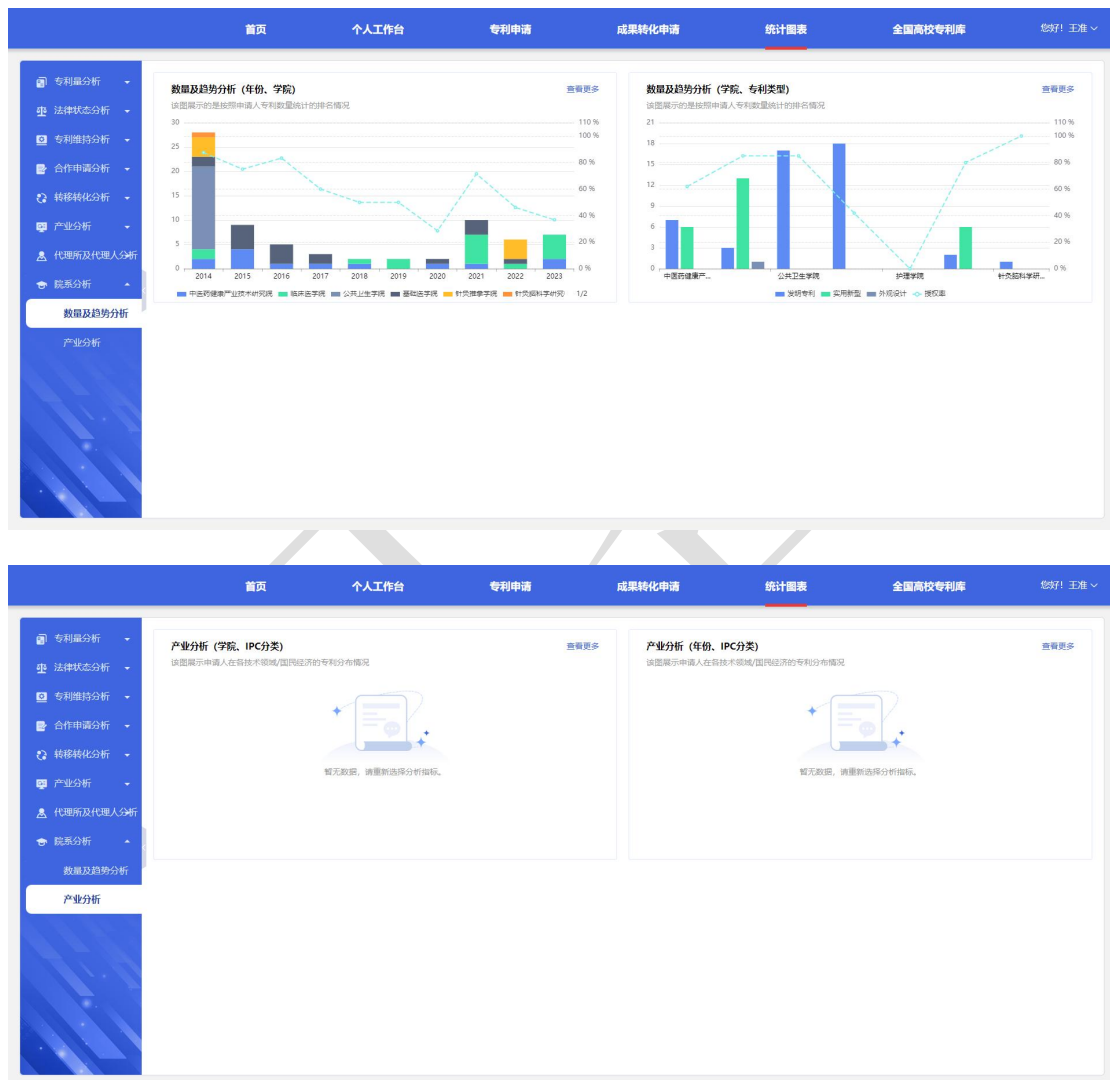 首页 个人工作台 专利申请 成果转化申请 统计图表 全国高校专利库 您好！王准
专利量分析
法律状态分析
专利维持分析
合作申请分析
转移转化分析
产业分析
代理所及代理人分析
院系分析
数量及趋势分析
产业分析
数量及趋势分析（年份、学院） 查看更多
该图展示的是按照申请人专利数量统计的排名情况
30 110 %
100 %
25
80 %
20
60 %
15
40 %
10
20 %
5
0 0 %
2014 2015 2016 2017 2018 2019 2020 2021 2022 2023
中医药健康产业技术研究院 临床医学院 公共卫生学院 基础医学院 针灸推拿学院 针灸脑科学研究 1/2
数量及趋势分析（学院、专利类型） 查看更多
该图展示的是按照申请人专利数量统计的排名情况
21 110 %
100 %
18
80 %
15
60 %
12
9 40 %
6
20 %
3
0 0 %
中医药健康产... 公共卫生学院 护理学院 针灸脑科学研...
发明专利 实用新型 外观设计 授权率
首页 个人工作台 专利申请 成果转化申请 统计图表 全国高校专利库 您好！王准
专利量分析
法律状态分析
专利维持分析
合作申请分析
转移转化分析
产业分析
代理所及代理人分析
院系分析
数量及趋势分析
产业分析
产业分析（学院、IPC分类） 查看更多
该图展示申请人在各技术领域/国民经济的专利分布情况
暂无数据，请重新选择分析指标。
产业分析（年份、IPC分类） 查看更多
该图展示申请人在各技术领域/国民经济的专利分布情况
暂无数据，请重新选择分析指标。